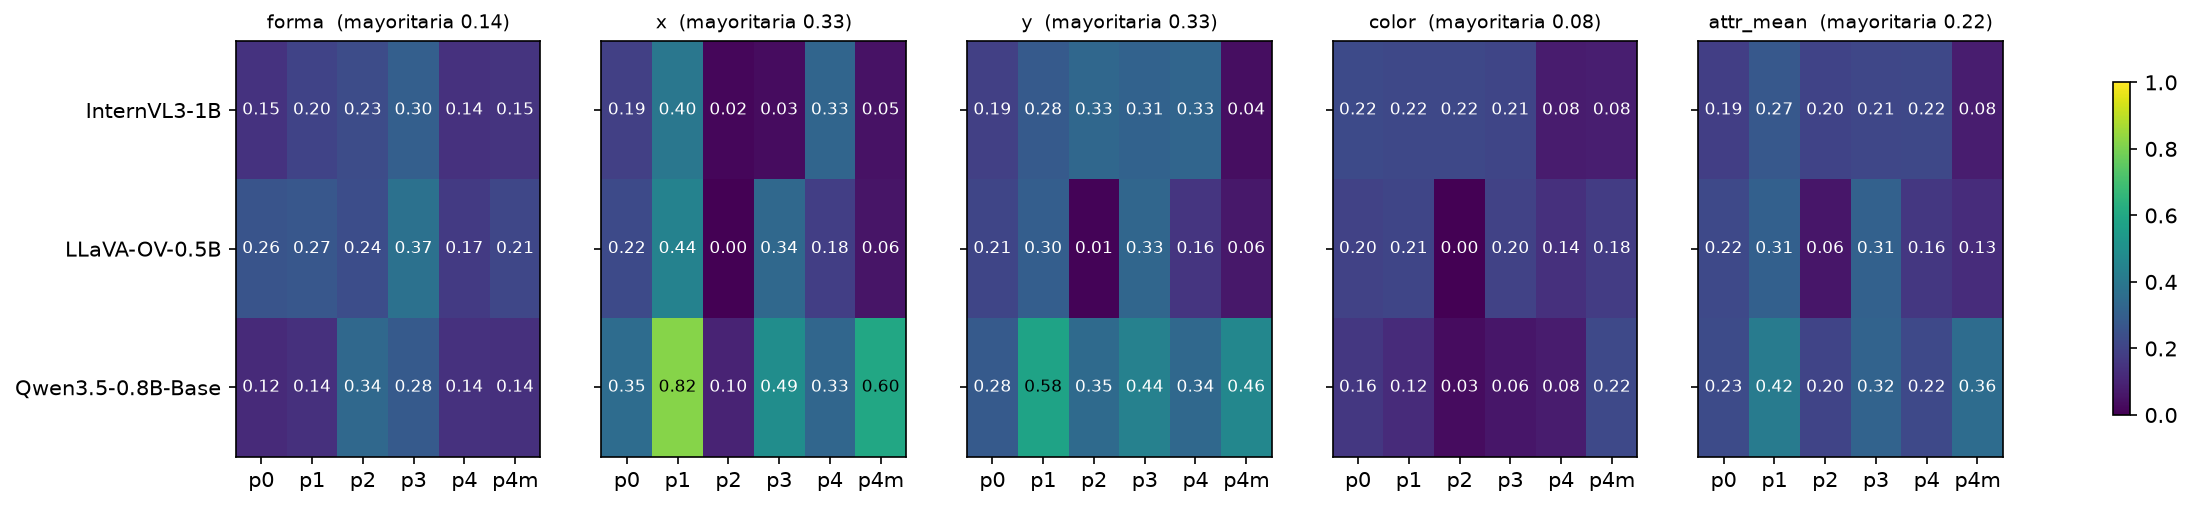 forma (mayoritaria 0.14)
x (mayoritaria 0.33)
y (mayoritaria 0.33)
color (mayoritaria 0.08)
attr_mean (mayoritaria 0.22)
InternVL3-1B
0.15 0.20 0.23 0.30 0.14 0.15
0.19 0.40 0.02 0.03 0.33 0.05
0.19 0.28 0.33 0.31 0.33 0.04
0.22 0.22 0.22 0.21 0.08 0.08
0.19 0.27 0.20 0.21 0.22 0.08
LLaVA-OV-0.5B
0.26 0.27 0.24 0.37 0.17 0.21
0.22 0.44 0.00 0.34 0.18 0.06
0.21 0.30 0.01 0.33 0.16 0.06
0.20 0.21 0.00 0.20 0.14 0.18
0.22 0.31 0.06 0.31 0.16 0.13
Qwen3.5-0.8B-Base
0.12 0.14 0.34 0.28 0.14 0.14
0.35 0.82 0.10 0.49 0.33 0.60
0.28 0.58 0.35 0.44 0.34 0.46
0.16 0.12 0.03 0.06 0.08 0.22
0.23 0.42 0.20 0.32 0.22 0.36
p0 p1 p2 p3 p4 p4m
p0 p1 p2 p3 p4 p4m
p0 p1 p2 p3 p4 p4m
p0 p1 p2 p3 p4 p4m
p0 p1 p2 p3 p4 p4m
1.0
0.8
0.6
0.4
0.2
0.0